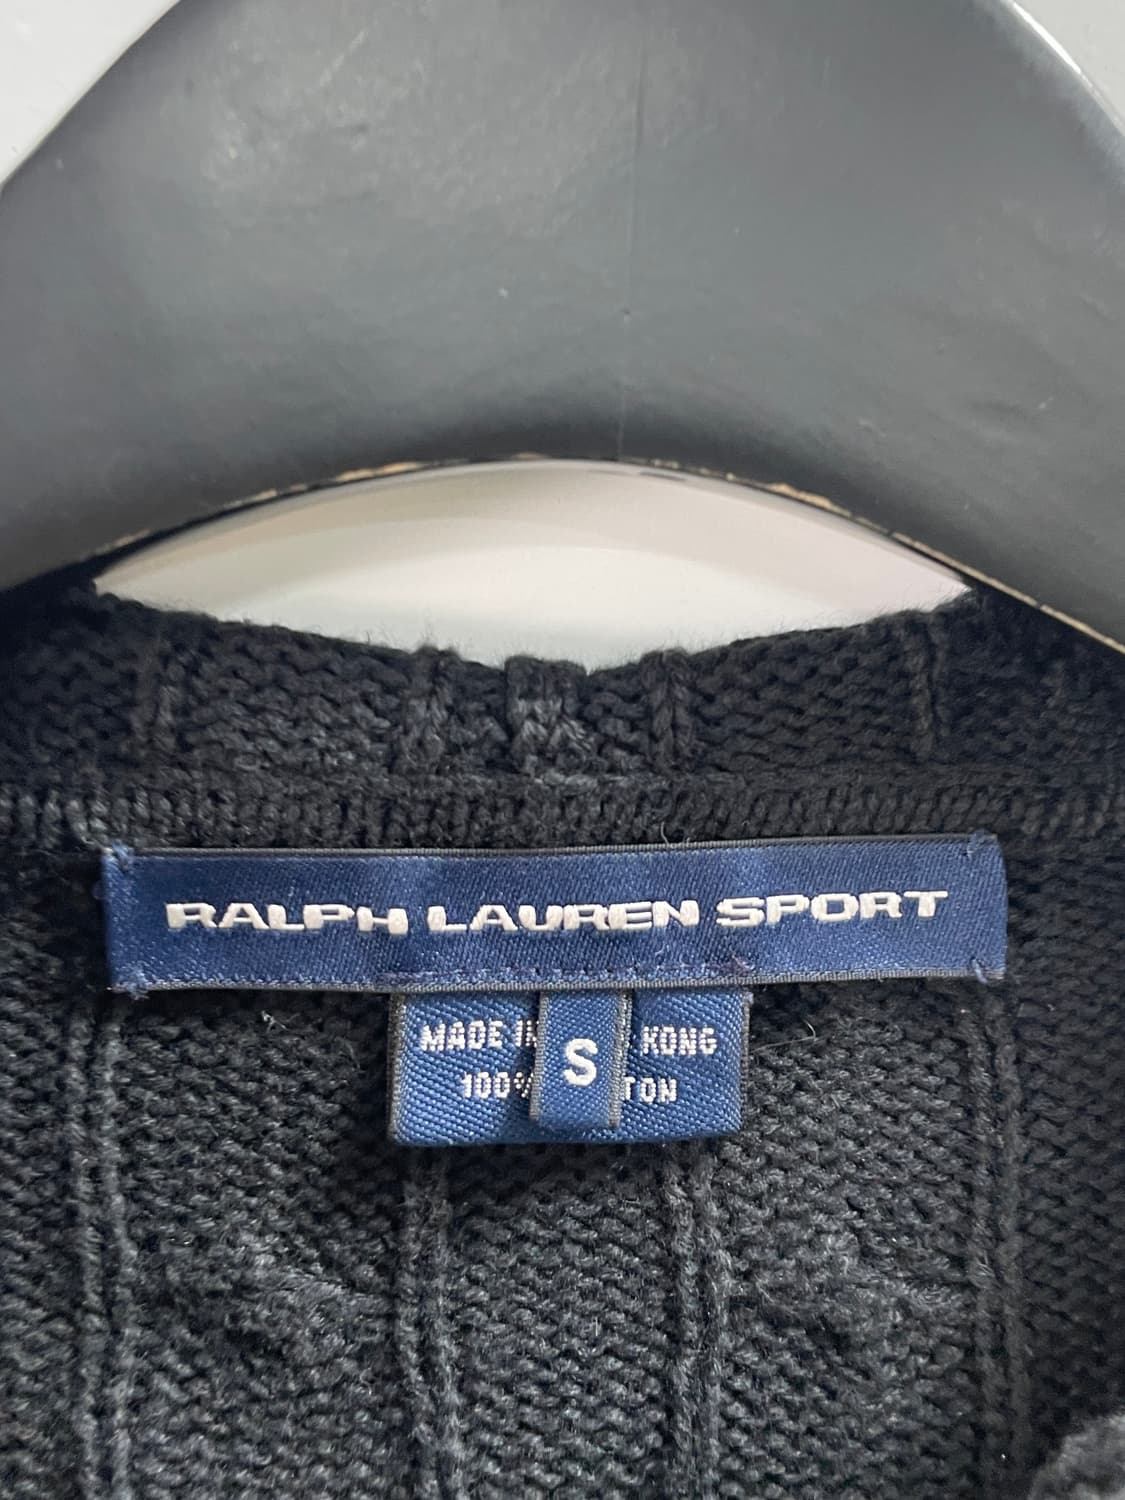 RALPH LAUREN SPORT
MADE IN KONG
S
100% TON